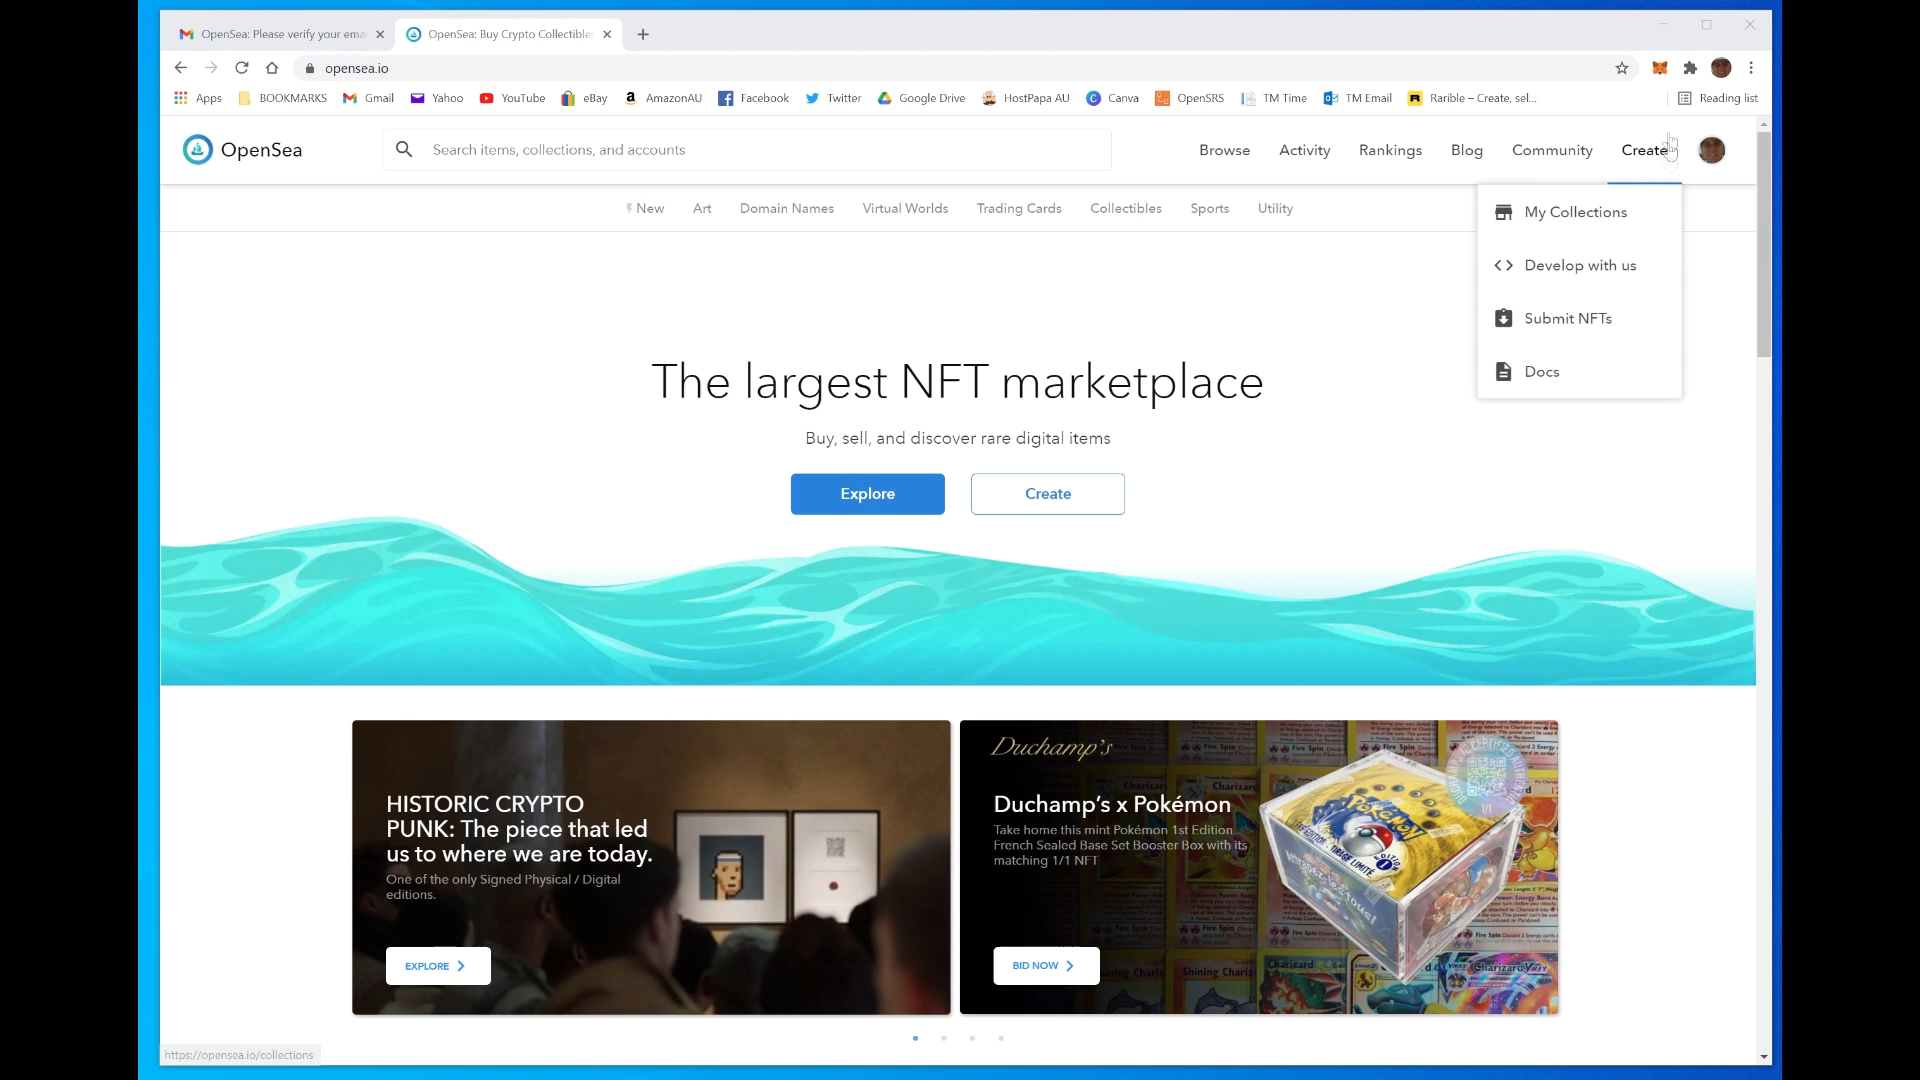 OpenSea: Please verify your ema
OpenSea: Buy Crypto Collectibles
opensea.io
Apps
BOOKMARKS
Gmail
Yahoo
YouTube
eBay
AmazonAU
Facebook
Twitter
Google Drive
HostPapa AU
Canva
OpenSRS
TM Time
TM Email
Rarible – Create, sel...
Reading list
OpenSea
Search items, collections, and accounts
Browse
Activity
Rankings
Blog
Community
Create
New
Art
Domain Names
Virtual Worlds
Trading Cards
Collectibles
Sports
Utility
My Collections
Develop with us
Submit NFTs
Docs
The largest NFT marketplace
Buy, sell, and discover rare digital items
Explore
Create
HISTORIC CRYPTO
PUNK: The piece that led
us to where we are today.
One of the only Signed Physical / Digital
editions.
EXPLORE
Duchamp's
Duchamp's x Pokémon
Take home this mint Pokémon 1st Edition
French Sealed Base Set Booster Box with its
matching 1/1 NFT
BID NOW
https://opensea.io/collections